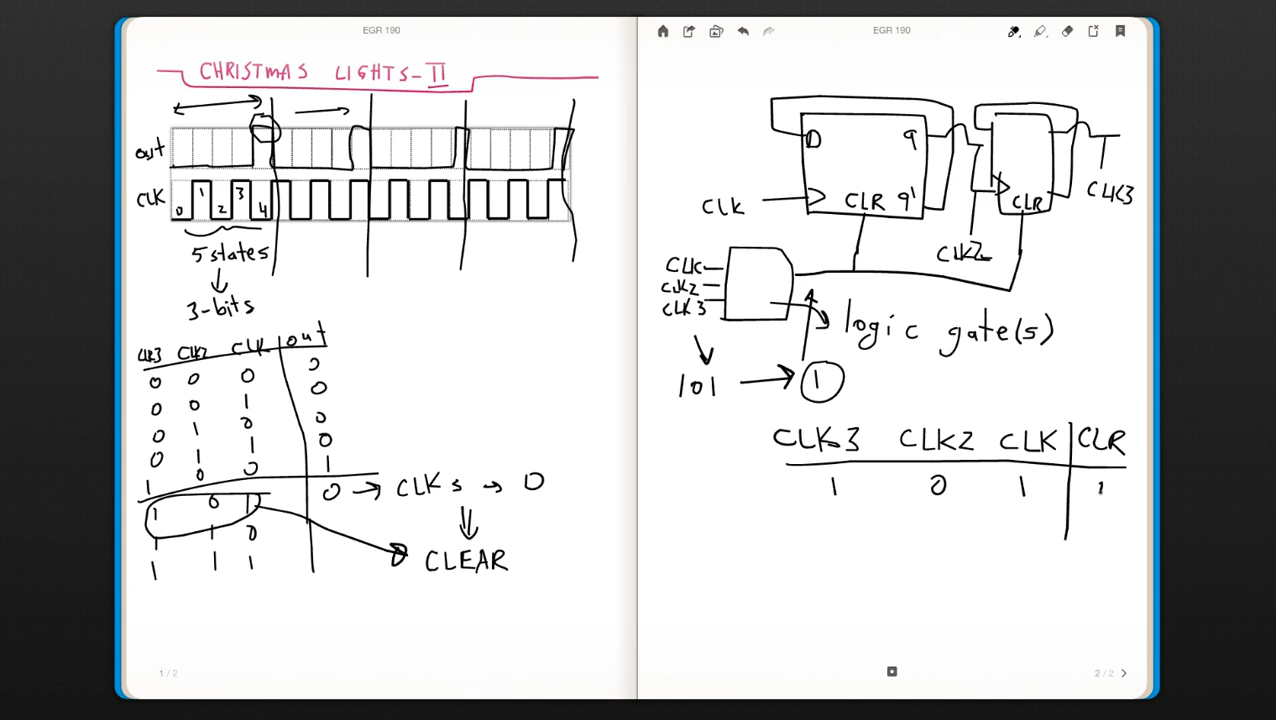 EGR 190
CHRISTMAS LIGHTS-II
out
CLK 0 1 2 3 4
5 states
3-bits
CLK3 CLK2 CLK out
0 0 0 0
0 0 1 0
0 1 0 0
0 1 1 0
1 0 0 1
1 0 1 0 → CLKs → 0
1 1 0
CLEAR
1 1 1
1 / 2
EGR 190
D q
CLK CLR q'
CLR
CLK3
CLK2
CLK
CLK2
CLK3
logic gate(s)
101 → 1
CLK3 CLK2 CLK CLR
1 0 1 1
2 / 2